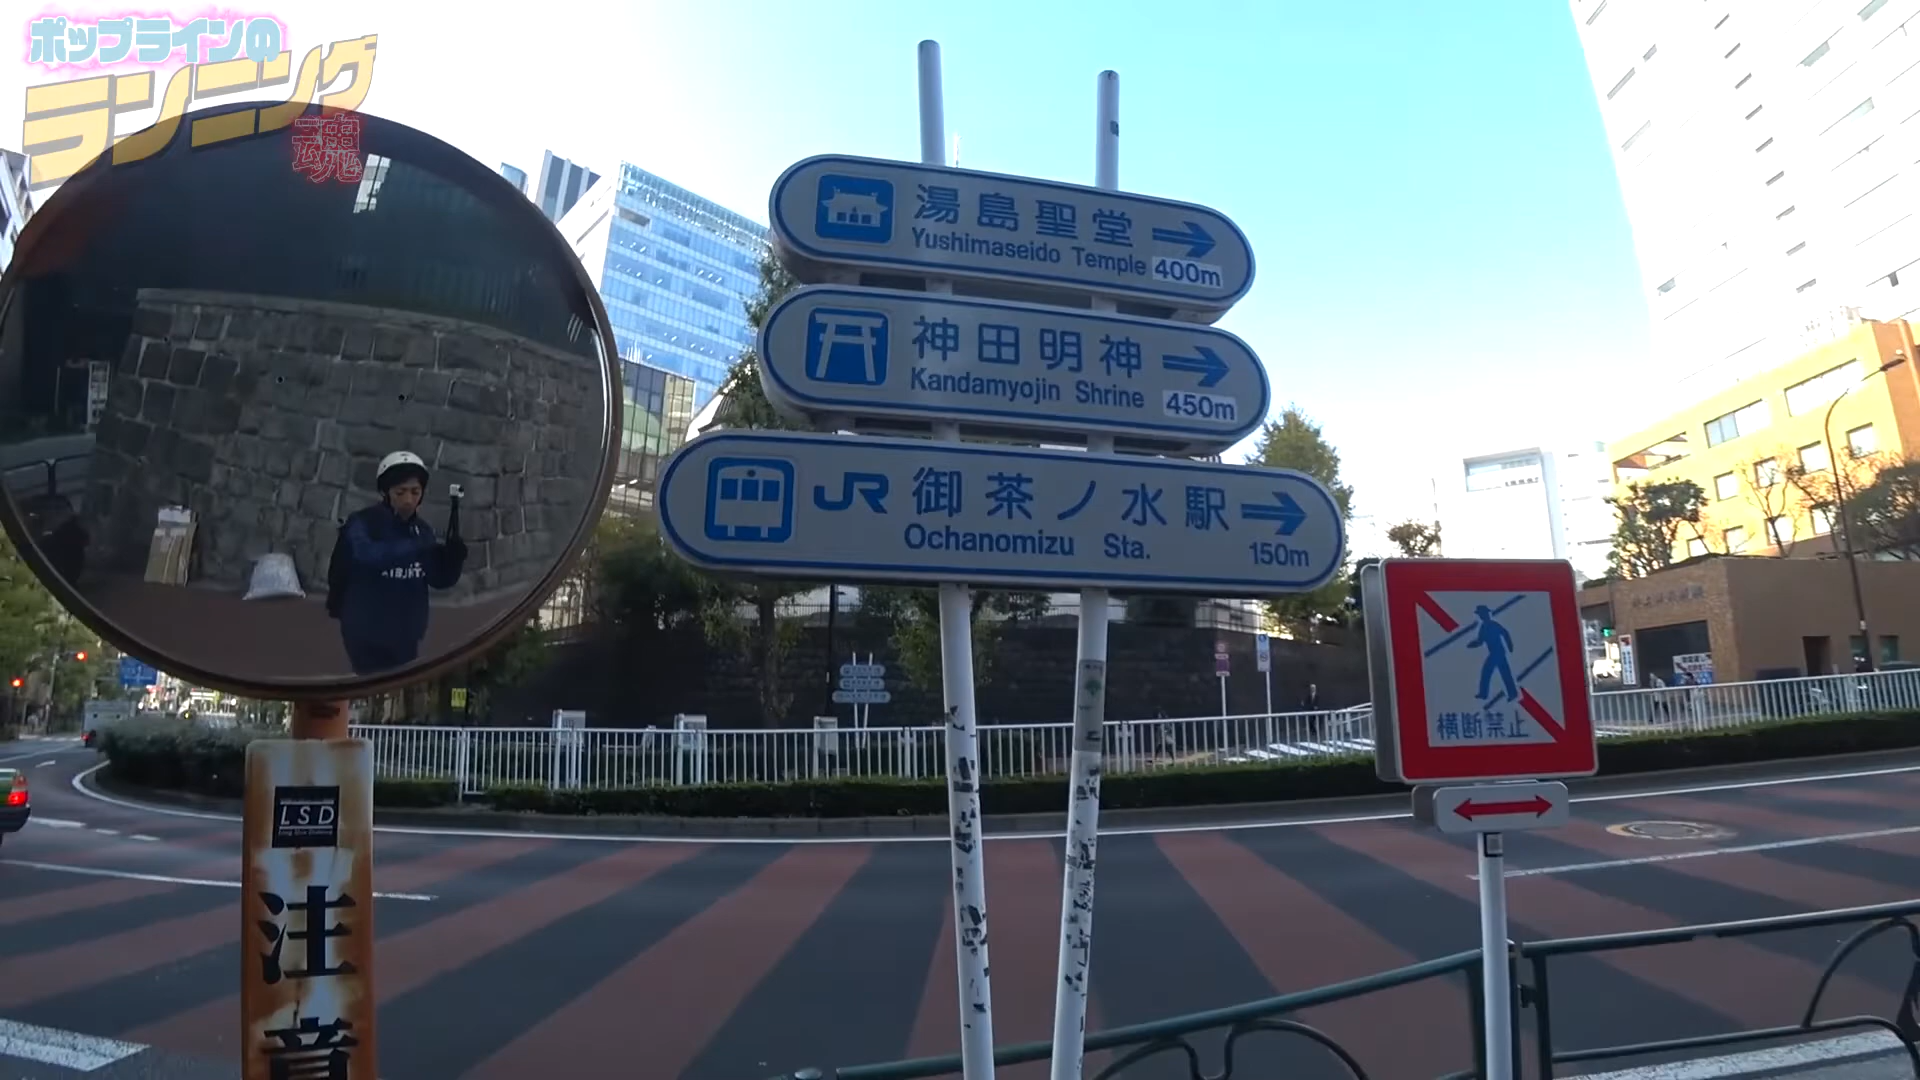 ポップラインの
ランニング
魂
湯島聖堂
Yushimaseido Temple 400m
神田明神
Kandamyojin Shrine 450m
JR 御茶ノ水駅
Ochanomizu Sta. 150m
横断禁止
LSD
注意